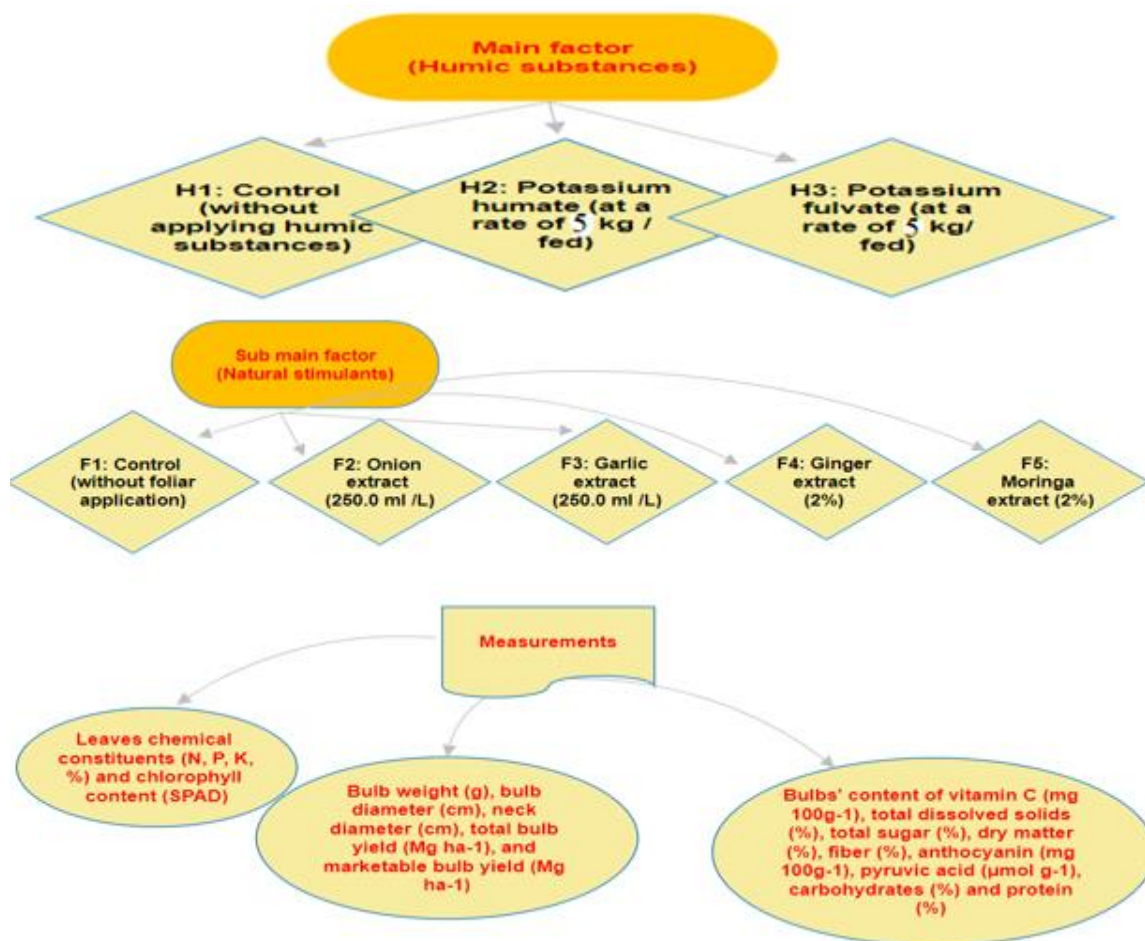 Main factor
(Humic substances)
H1: Control
(without
applying humic
substances)
H2: Potassium
humate (at a
rate of 5 kg /
fed)
H3: Potassium
fulvate (at a
rate of 5 kg/
fed)
Sub main factor
(Natural stimulants)
F1: Control
(without foliar
application)
F2: Onion
extract
(250.0 ml /L)
F3: Garlic
extract
(250.0 ml /L)
F4: Ginger
extract
(2%)
F5:
Moringa
extract (2%)
Measurements
Leaves chemical
constituents (N, P, K,
%) and chlorophyll
content (SPAD)
Bulb weight (g), bulb
diameter (cm), neck
diameter (cm), total bulb
yield (Mg ha-1), and
marketable bulb yield (Mg
ha-1)
Bulbs' content of vitamin C (mg
100g-1), total dissolved solids
(%), total sugar (%), dry matter
(%), fiber (%), anthocyanin (mg
100g-1), pyruvic acid (μmol g-1),
carbohydrates (%) and protein
(%)